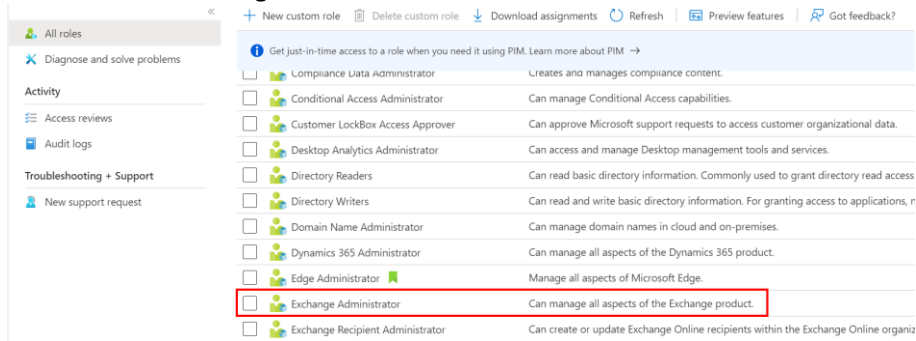 «
+ New custom role Delete custom role Download assignments Refresh Preview features Got feedback?
All roles
Diagnose and solve problems
Activity
Access reviews
Audit logs
Troubleshooting + Support
New support request
Get just-in-time access to a role when you need it using PIM. Learn more about PIM →
Compliance Data Administrator Creates and manages compliance content.
Conditional Access Administrator Can manage Conditional Access capabilities.
Customer LockBox Access Approver Can approve Microsoft support requests to access customer organizational data.
Desktop Analytics Administrator Can access and manage Desktop management tools and services.
Directory Readers Can read basic directory information. Commonly used to grant directory read access
Directory Writers Can read and write basic directory information. For granting access to applications,
Domain Name Administrator Can manage domain names in cloud and on-premises.
Dynamics 365 Administrator Can manage all aspects of the Dynamics 365 product.
Edge Administrator Manage all aspects of Microsoft Edge.
Exchange Administrator Can manage all aspects of the Exchange product.
Exchange Recipient Administrator Can create or update Exchange Online recipients within the Exchange Online